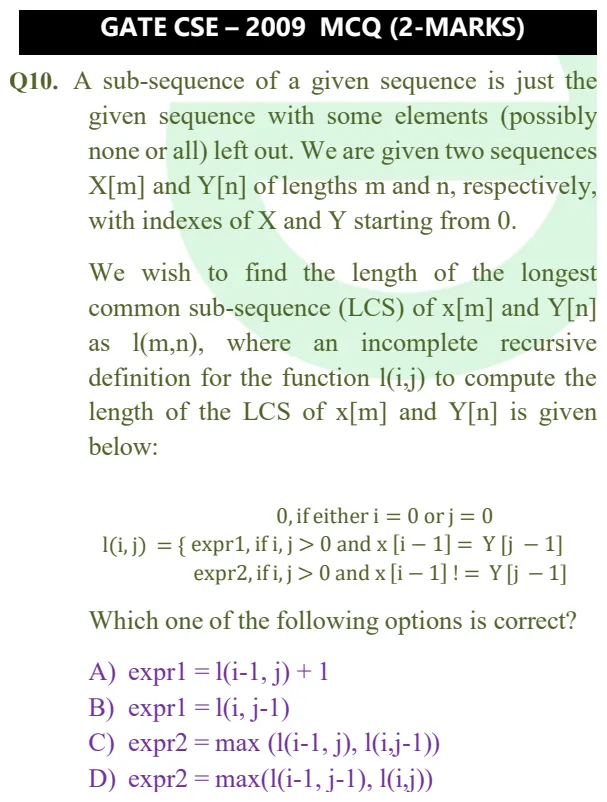 GATE CSE – 2009  MCQ (2-MARKS)
Q10. A sub-sequence of a given sequence is just the
given sequence with some elements (possibly
none or all) left out. We are given two sequences
X[m] and Y[n] of lengths m and n, respectively,
with indexes of X and Y starting from 0.
We wish to find the length of the longest
common sub-sequence (LCS) of x[m] and Y[n]
as l(m,n), where an incomplete recursive
definition for the function l(i,j) to compute the
length of the LCS of x[m] and Y[n] is given
below:
0, if either i = 0 or j = 0
l(i, j) = { expr1, if i, j > 0 and x [i − 1] = Y [j − 1]
expr2, if i, j > 0 and x [i − 1] ! = Y [j − 1]
Which one of the following options is correct?
A) expr1 = l(i-1, j) + 1
B) expr1 = l(i, j-1)
C) expr2 = max (l(i-1, j), l(i,j-1))
D) expr2 = max(l(i-1, j-1), l(i,j))